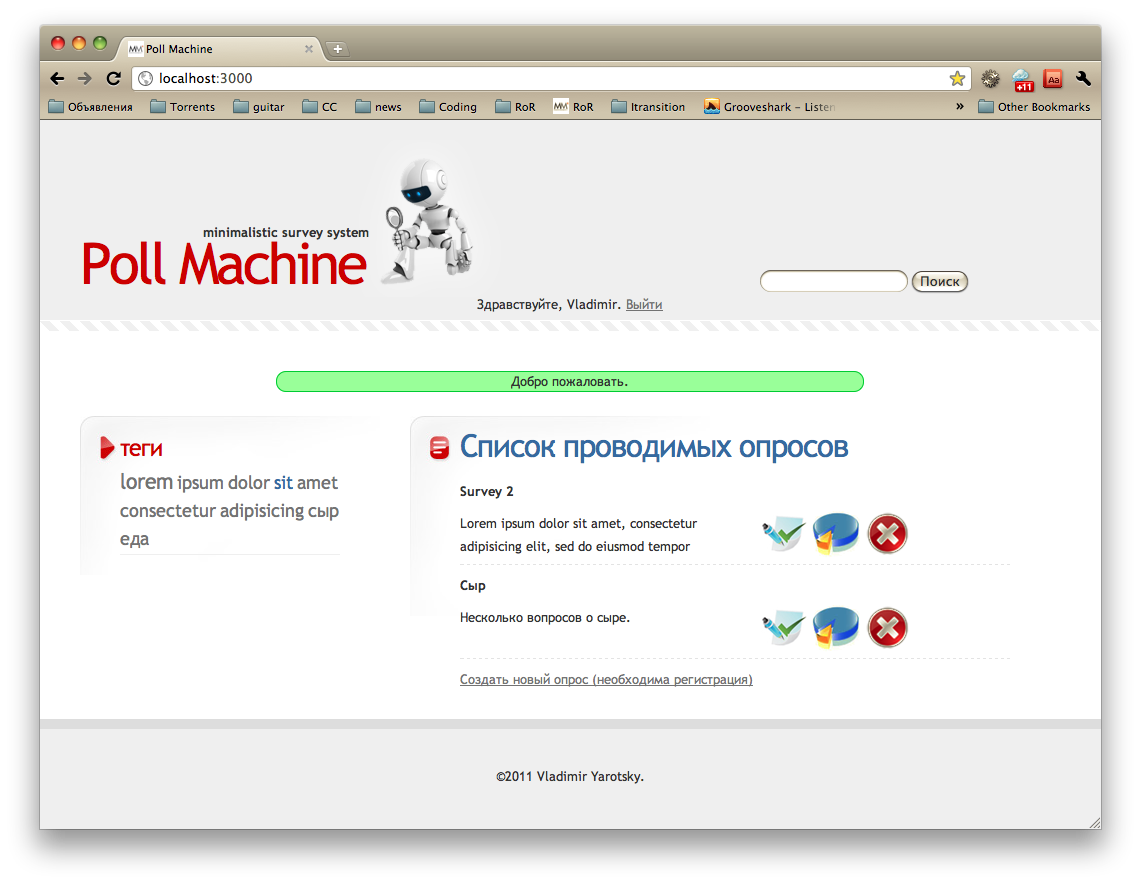 Poll Machine
localhost:3000
+11
Aa
Объявления Torrents guitar CC news Coding RoR MM RoR Itransition Grooveshark – Listen » Other Bookmarks
minimalistic survey system
Poll Machine
Поиск
Здравствуйте, Vladimir. Выйти
Добро пожаловать.
теги
lorem ipsum dolor sit amet
consectetur adipisicing сыр
еда
Список проводимых опросов
Survey 2
Lorem ipsum dolor sit amet, consectetur
adipisicing elit, sed do eiusmod tempor
Сыр
Несколько вопросов о сыре.
Создать новый опрос (необходима регистрация)
©2011 Vladimir Yarotsky.